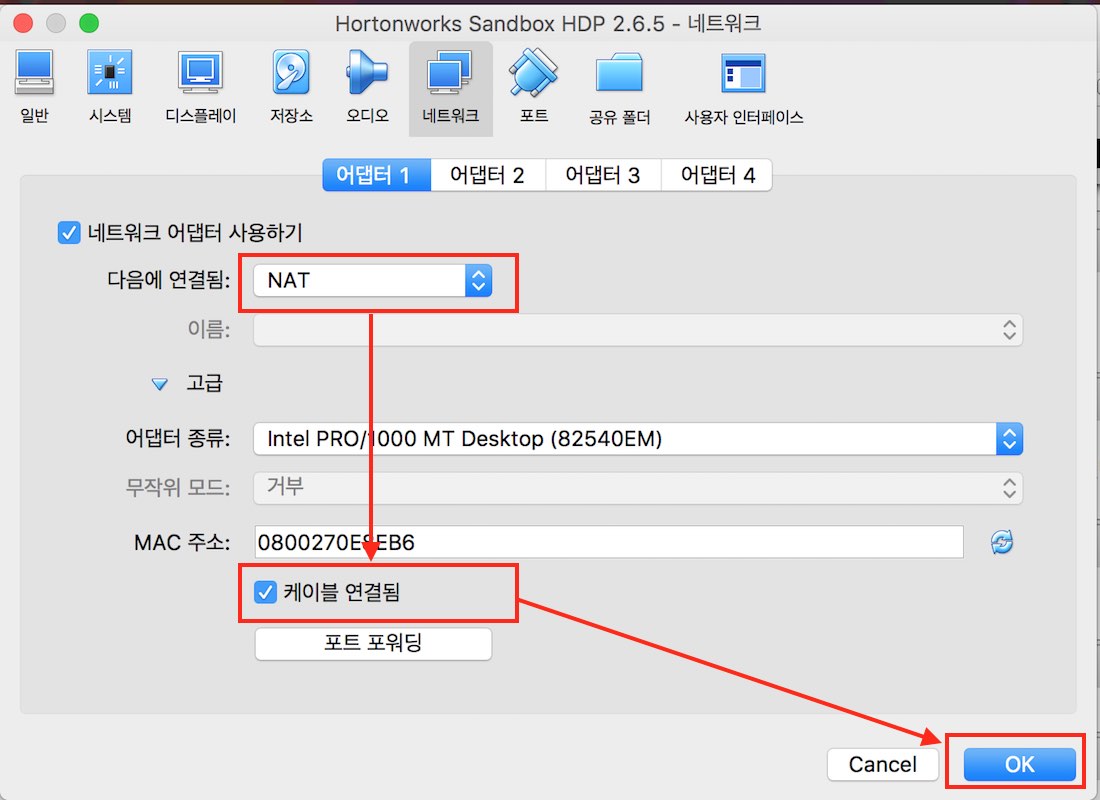 Hortonworks Sandbox HDP 2.6.5 - 네트워크
일반 시스템 디스플레이 저장소 오디오 네트워크 포트 공유 폴더 사용자 인터페이스
어댑터 1 어댑터 2 어댑터 3 어댑터 4
네트워크 어댑터 사용하기
다음에 연결됨: NAT
이름:
고급
어댑터 종류: Intel PRO/1000 MT Desktop (82540EM)
무작위 모드: 거부
MAC 주소:
케이블 연결됨
포트 포워딩
Cancel OK